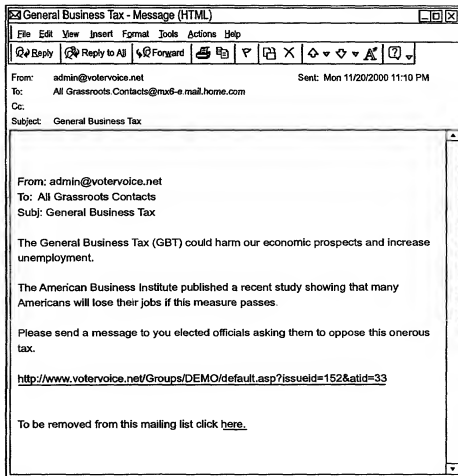 General Business Tax - Message (HTML)
File Edit View Insert Format Tools Actions Help
Reply Reply to All Forward
From: admin@votervoice.net Sent: Mon 11/20/2000 11:10 PM
To: All Grassroots.Contacts@mx6-e.mail.home.com
Cc:
Subject: General Business Tax
From: admin@votervoice.net
To: All Grassroots Contacts
Subj: General Business Tax
The General Business Tax (GBT) could harm our economic prospects and increase
unemployment.
The American Business Institute published a recent study showing that many
Americans will lose their jobs if this measure passes.
Please send a message to you elected officials asking them to oppose this onerous
tax.
http://www.votervoice.net/Groups/DEMO/default.asp?issueid=152&atid=33
To be removed from this mailing list click here.